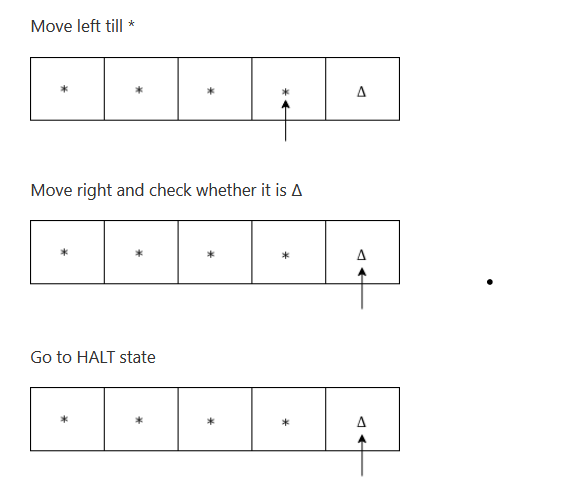 Move left till *
* * * * Δ
Move right and check whether it is Δ
* * * * Δ
Go to HALT state
* * * * Δ